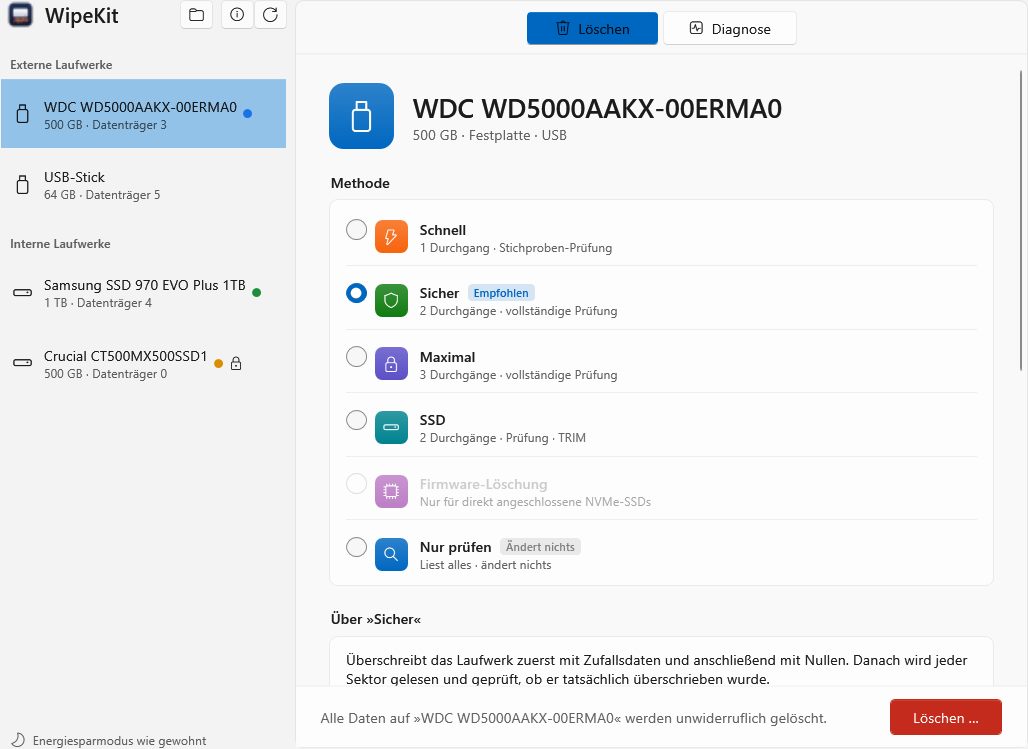 WipeKit
Externe Laufwerke
WDC WD5000AAKX-00ERMA0
500 GB · Datenträger 3
USB-Stick
64 GB · Datenträger 5
Interne Laufwerke
Samsung SSD 970 EVO Plus 1TB
1 TB · Datenträger 4
Crucial CT500MX500SSD1
500 GB · Datenträger 0
Energiesparmodus wie gewohnt
Löschen
Diagnose
WDC WD5000AAKX-00ERMA0
500 GB · Festplatte · USB
Methode
Schnell
1 Durchgang · Stichproben-Prüfung
Sicher Empfohlen
2 Durchgänge · vollständige Prüfung
Maximal
3 Durchgänge · vollständige Prüfung
SSD
2 Durchgänge · Prüfung · TRIM
Firmware-Löschung
Nur für direkt angeschlossene NVMe-SSDs
Nur prüfen Ändert nichts
Liest alles · ändert nichts
Über »Sicher«
Überschreibt das Laufwerk zuerst mit Zufallsdaten und anschließend mit Nullen. Danach wird jeder
Sektor gelesen und geprüft, ob er tatsächlich überschrieben wurde.
Alle Daten auf »WDC WD5000AAKX-00ERMA0« werden unwiderruflich gelöscht.
Löschen ...